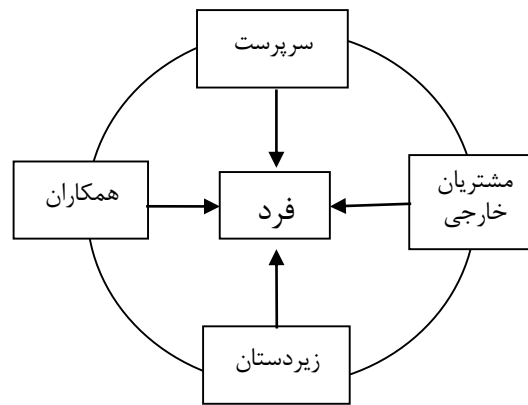 سرپرست
مشتریان
خارجی
فرد
همکاران
زیردستان